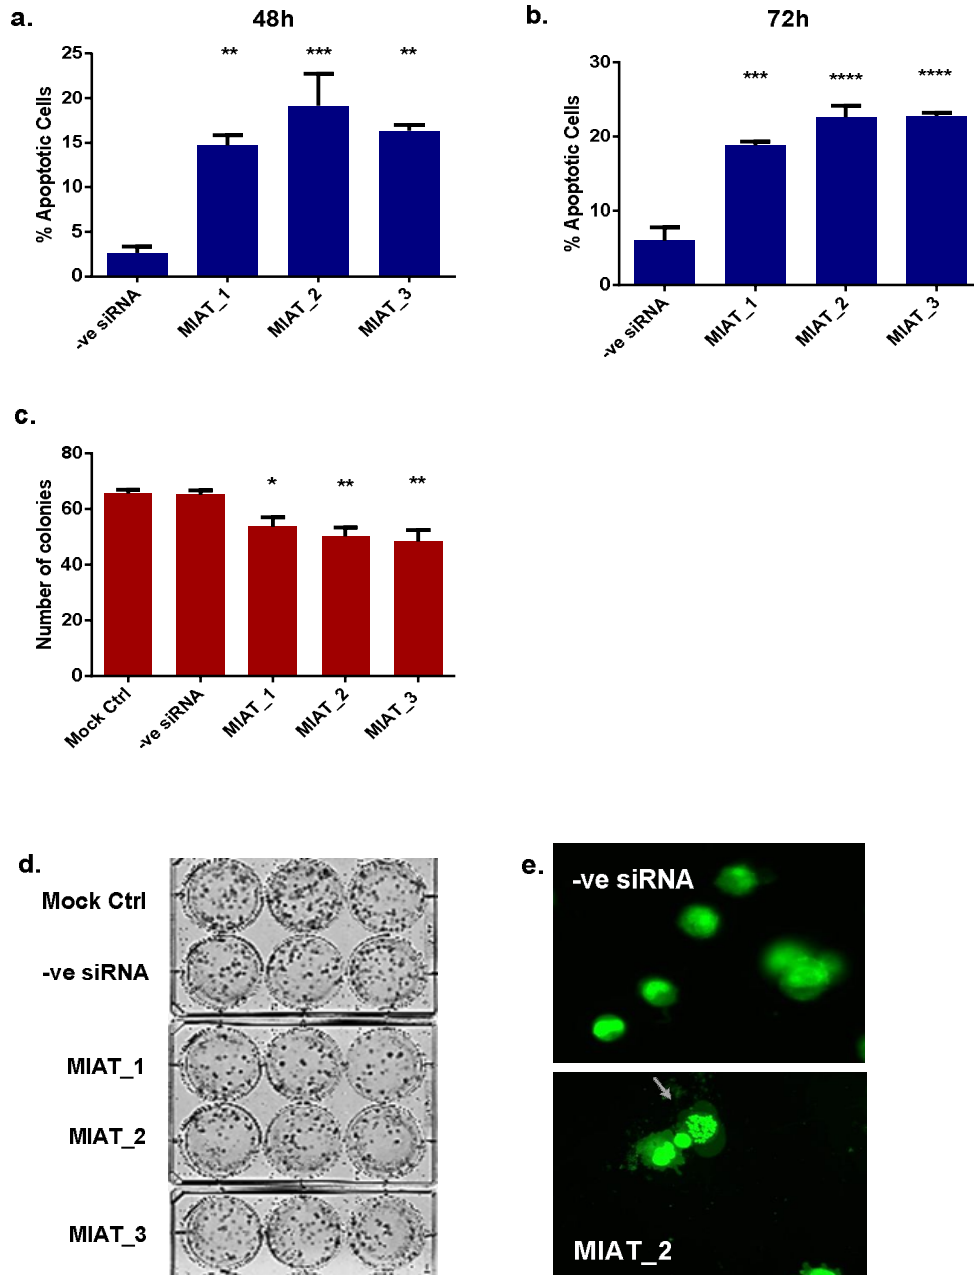 a.
48h
** *** **
25
20
15
10
5
0
% Apoptotic Cells
-ve siRNA
MIAT_1
MIAT_2
MIAT_3
b.
72h
*** **** ****
30
20
10
0
% Apoptotic Cells
-ve siRNA
MIAT_1
MIAT_2
MIAT_3
c.
* ** **
80
60
40
20
0
Number of colonies
Mock Ctrl
-ve siRNA
MIAT_1
MIAT_2
MIAT_3
d.
Mock Ctrl
-ve siRNA
MIAT_1
MIAT_2
MIAT_3
e.
-ve siRNA
MIAT_2